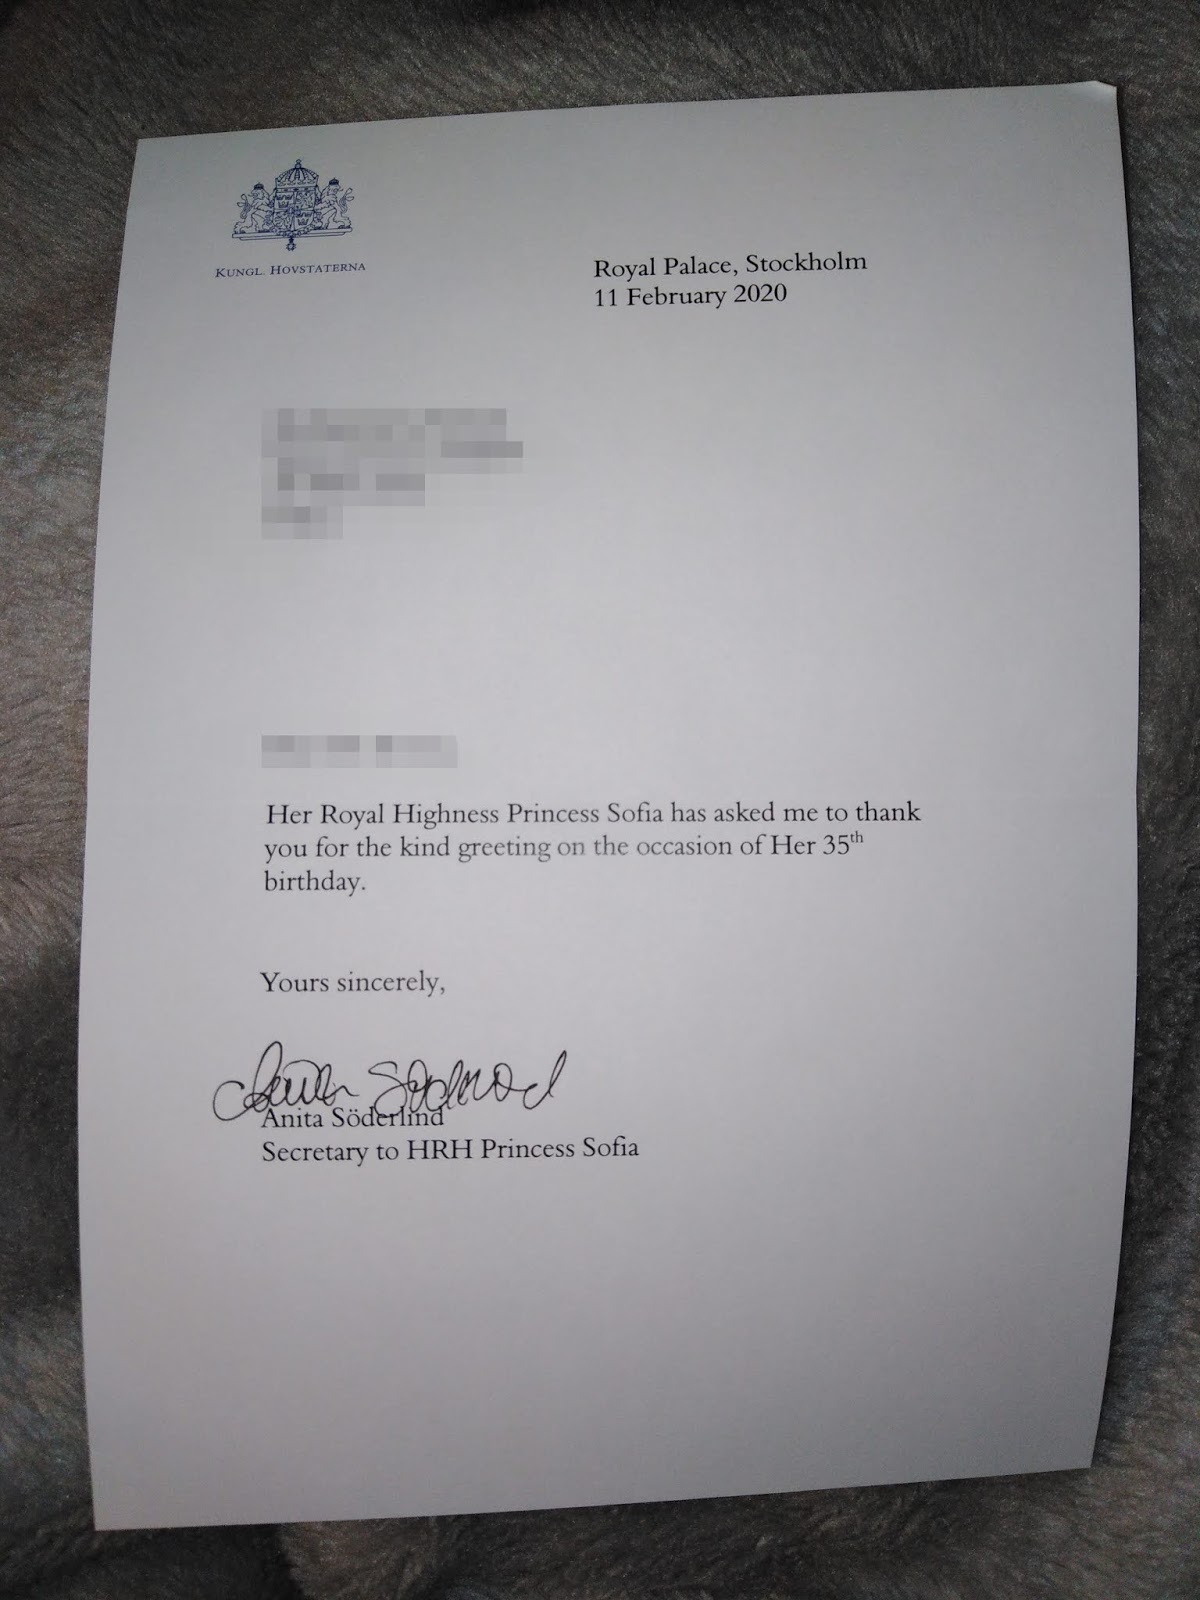 KUNGL. HOVSTATERNA
Royal Palace, Stockholm
11 February 2020
Her Royal Highness Princess Sofia has asked me to thank
you for the kind greeting on the occasion of Her 35th
birthday.
Yours sincerely,
Anita Söderlind
Anita Söderlind
Secretary to HRH Princess Sofia